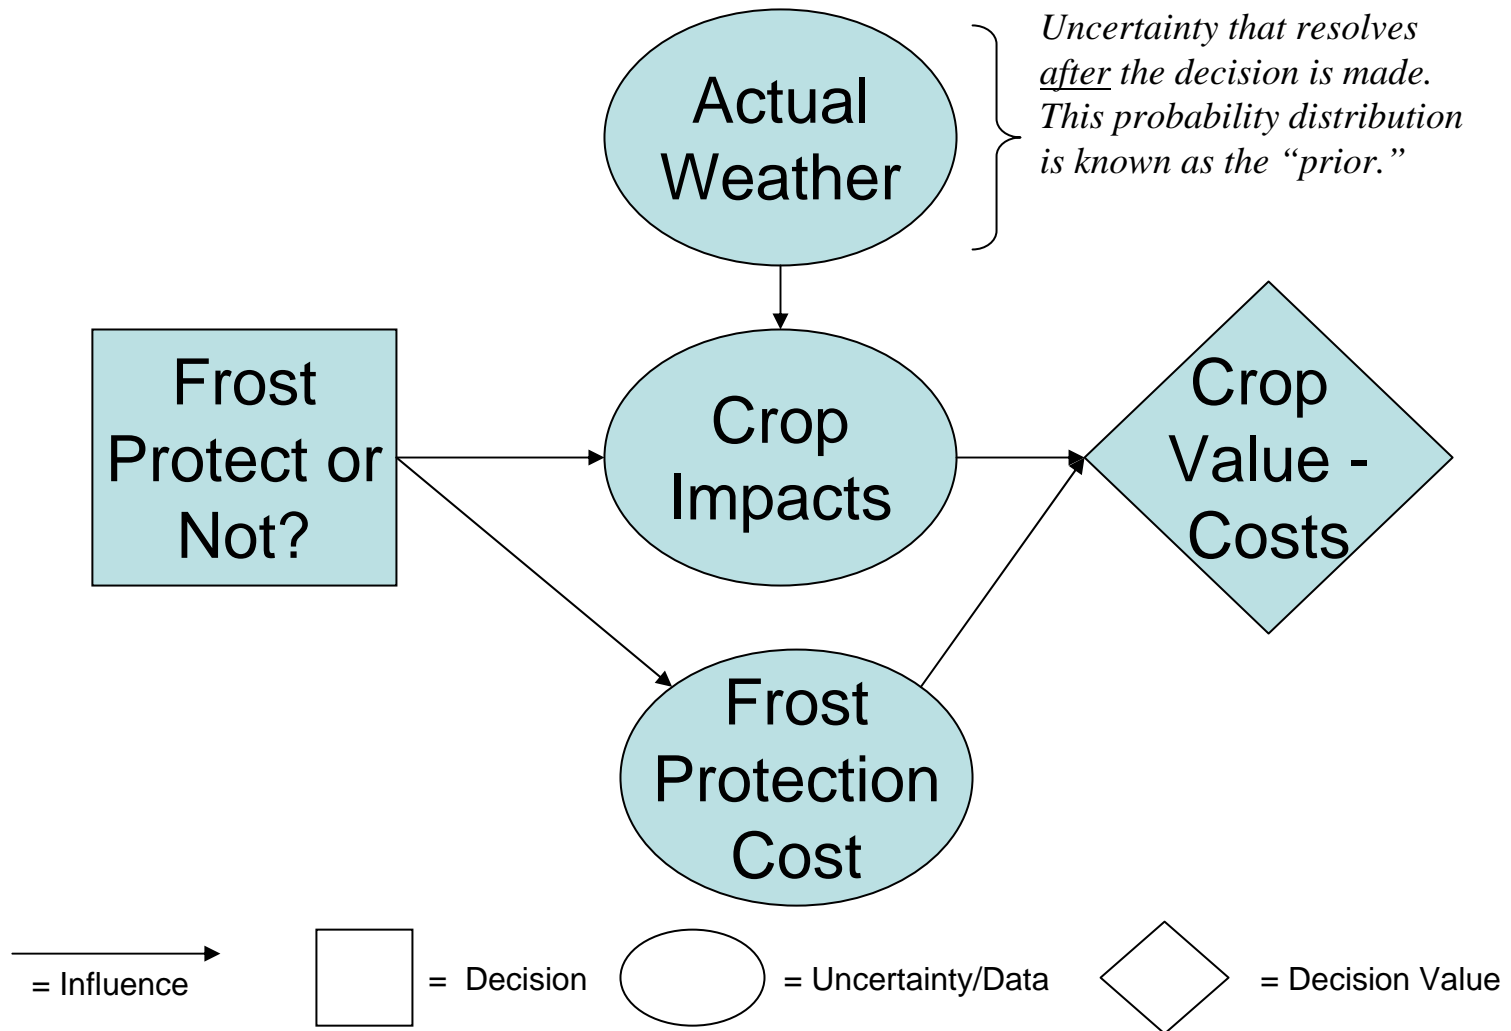 Actual
Weather
Uncertainty that resolves
after the decision is made.
This probability distribution
is known as the “prior.”
Frost
Protect or
Not?
Crop
Impacts
Crop
Value -
Costs
Frost
Protection
Cost
= Influence
= Decision
= Uncertainty/Data
= Decision Value